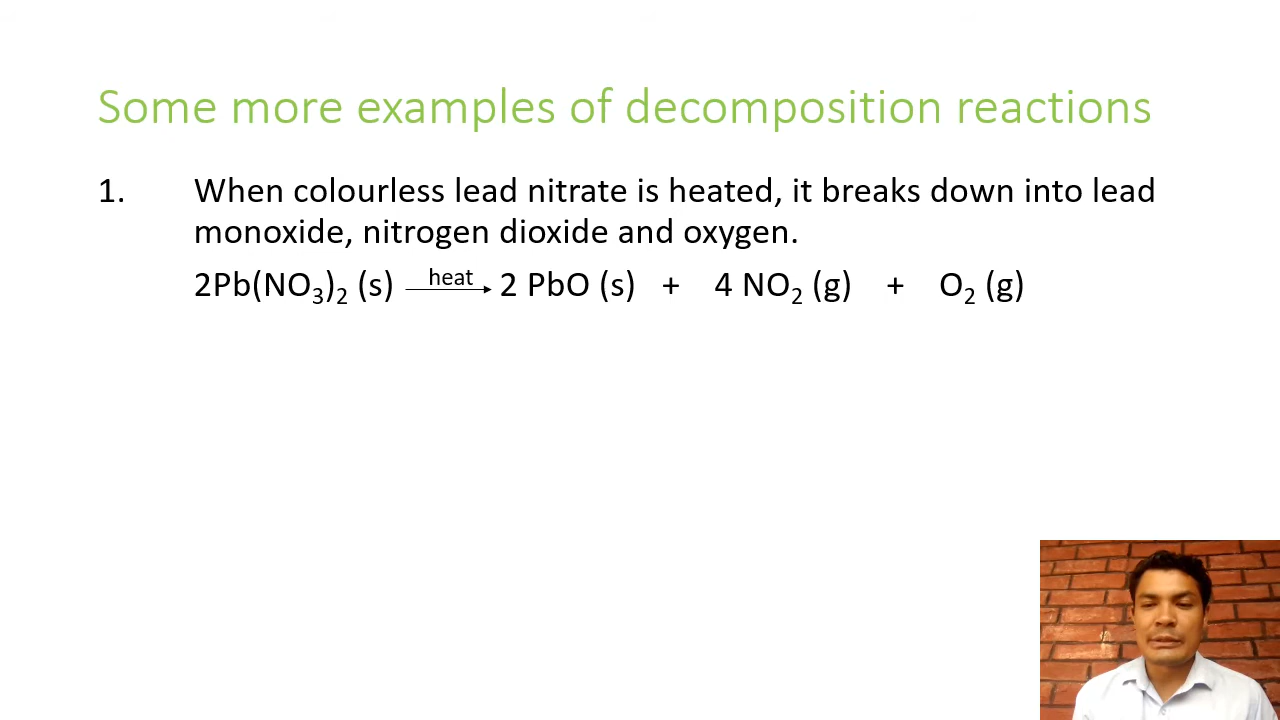 Some more examples of decomposition reactions
1. When colourless lead nitrate is heated, it breaks down into lead
monoxide, nitrogen dioxide and oxygen.
2Pb(NO₃)₂ (s) heat→ 2 PbO (s) + 4 NO₂ (g) + O₂ (g)